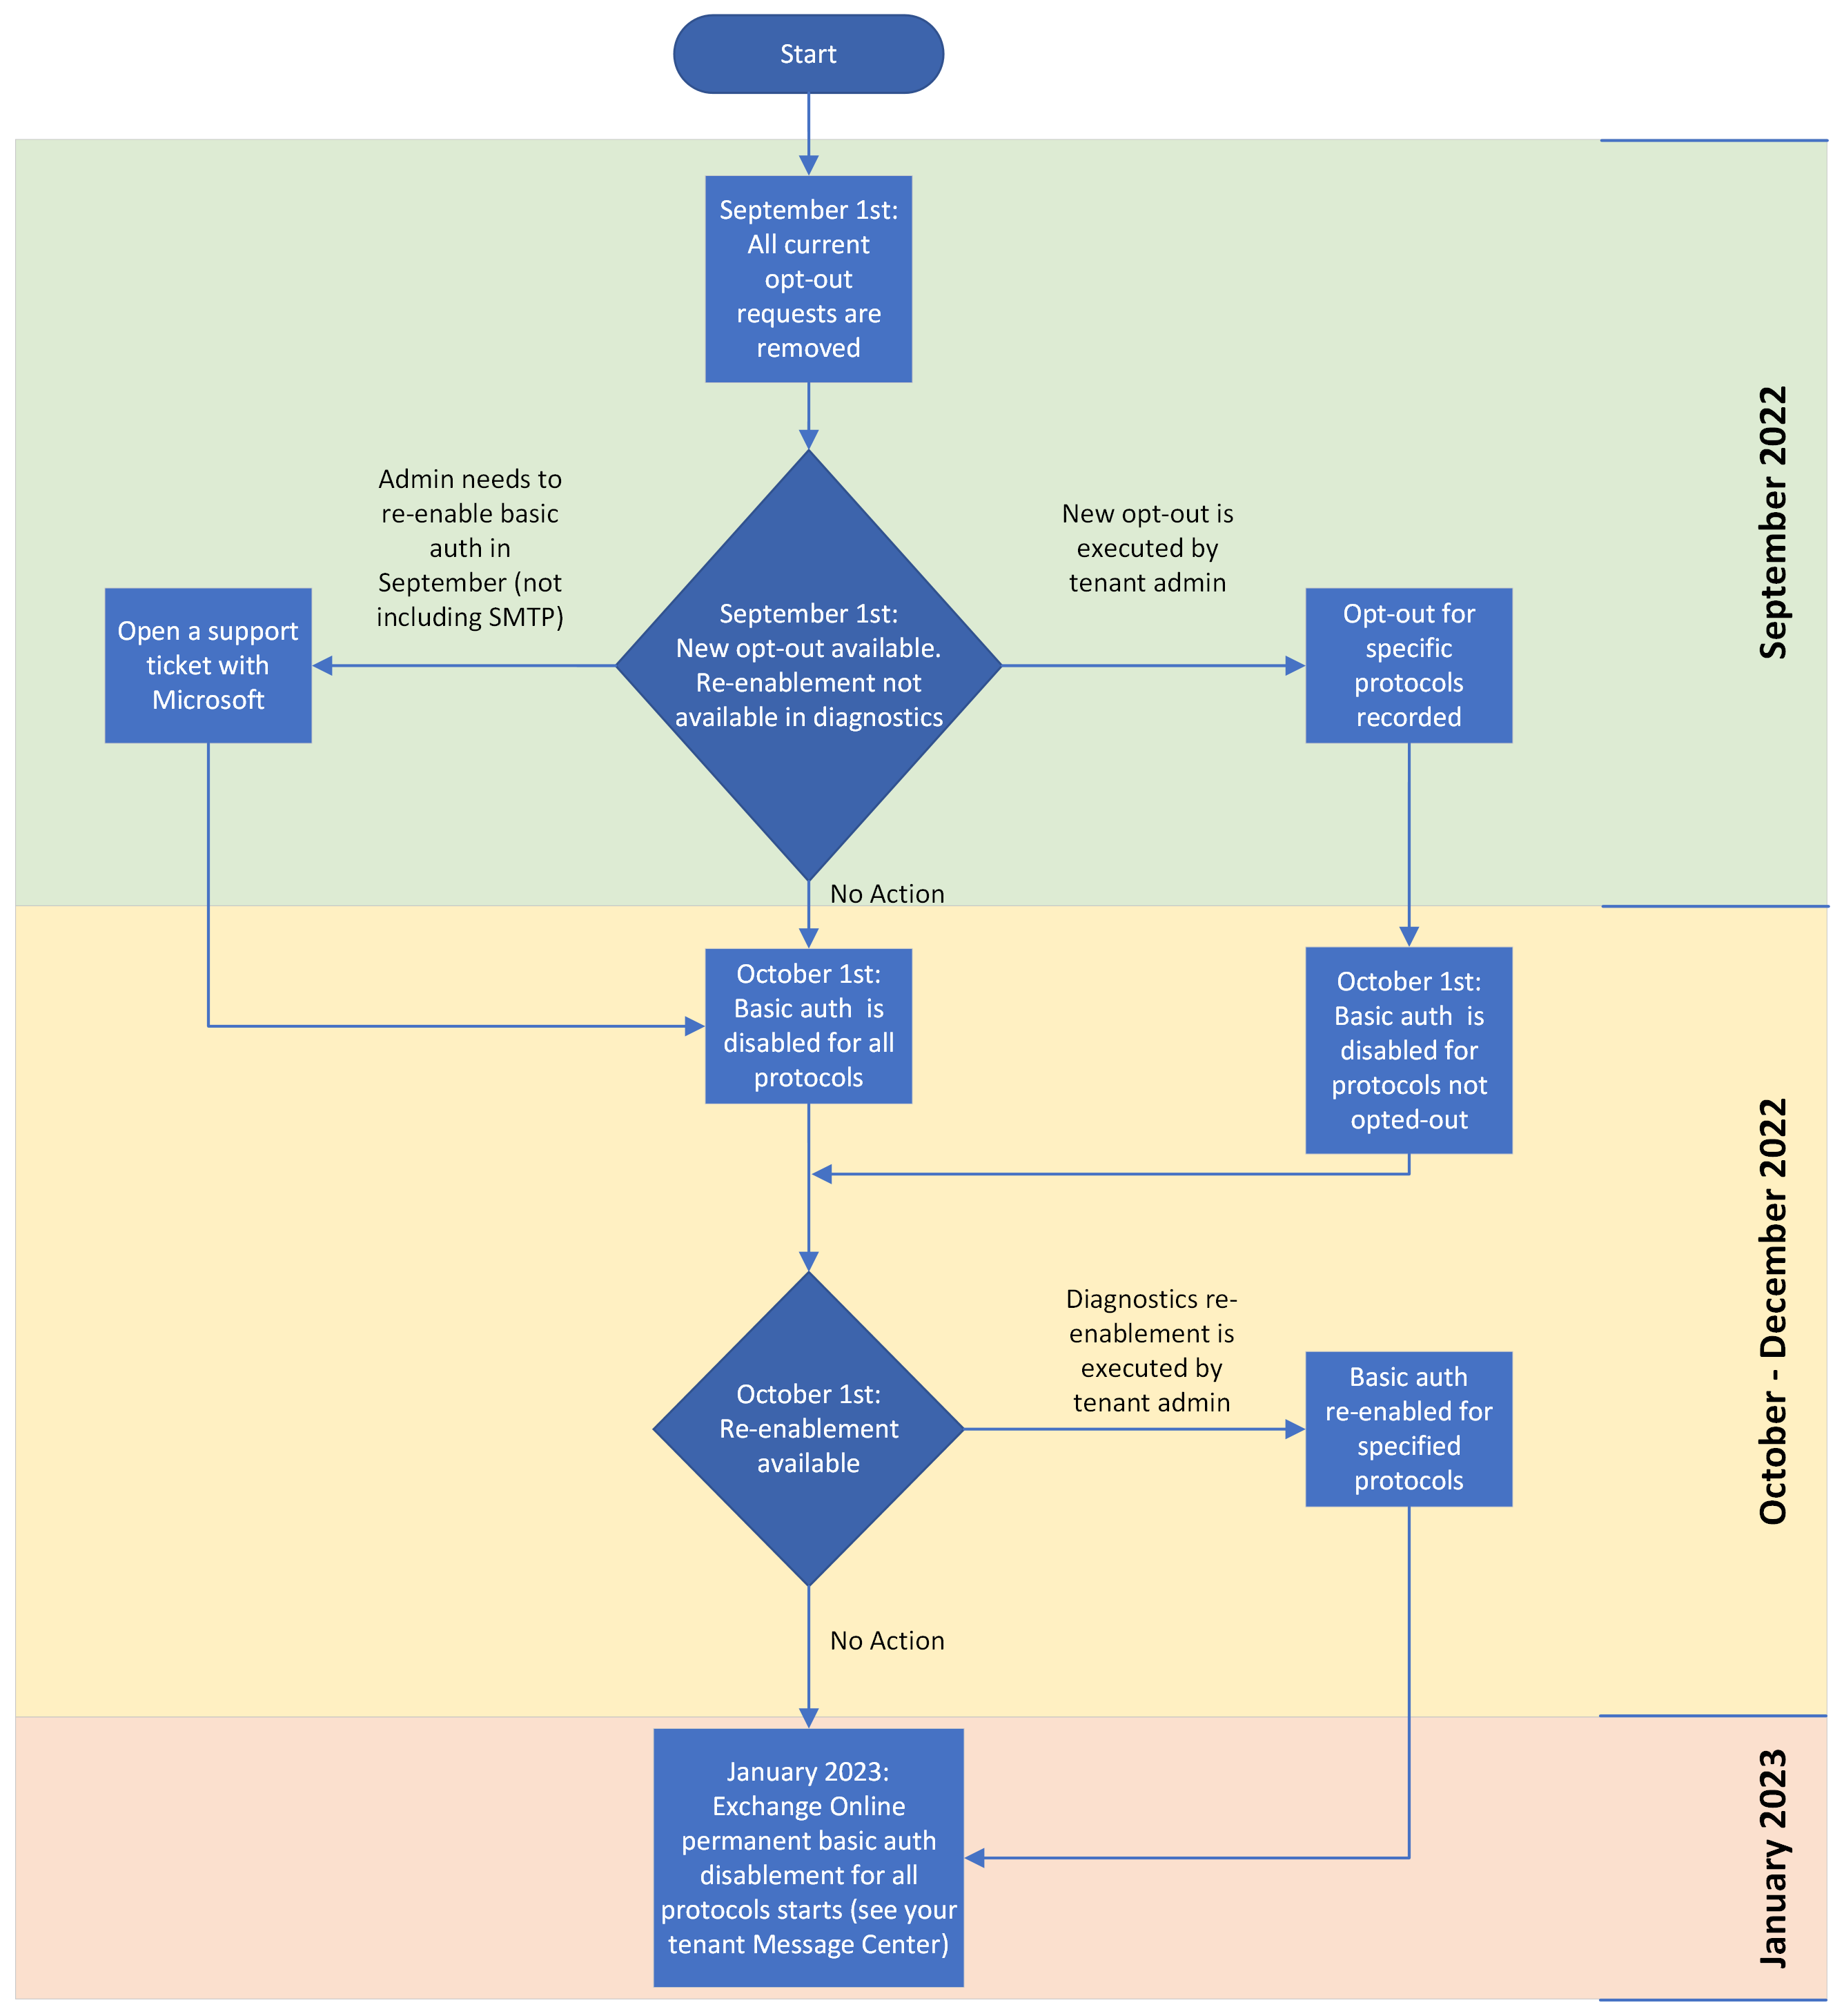 Start
September 1st:
All current
opt-out
requests are
removed
September 2022
Admin needs to
re-enable basic
auth in
September (not
including SMTP)
New opt-out is
executed by
tenant admin
Open a support
ticket with
Microsoft
September 1st:
New opt-out available.
Re-enablement not
available in diagnostics
Opt-out for
specific
protocols
recorded
No Action
October 1st:
Basic auth  is
disabled for all
protocols
October 1st:
Basic auth  is
disabled for
protocols not
opted-out
October - December 2022
Diagnostics re-
enablement is
executed by
tenant admin
October 1st:
Re-enablement
available
Basic auth
re-enabled for
specified
protocols
No Action
January 2023:
Exchange Online
permanent basic auth
disablement for all
protocols starts (see your
tenant Message Center)
January 2023